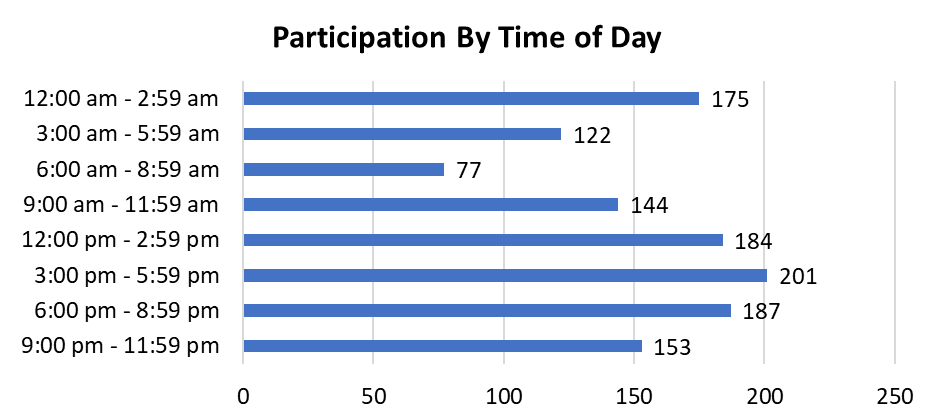 Participation By Time of Day
12:00 am - 2:59 am 175
3:00 am - 5:59 am 122
6:00 am - 8:59 am 77
9:00 am - 11:59 am 144
12:00 pm - 2:59 pm 184
3:00 pm - 5:59 pm 201
6:00 pm - 8:59 pm 187
9:00 pm - 11:59 pm 153
0 50 100 150 200 250